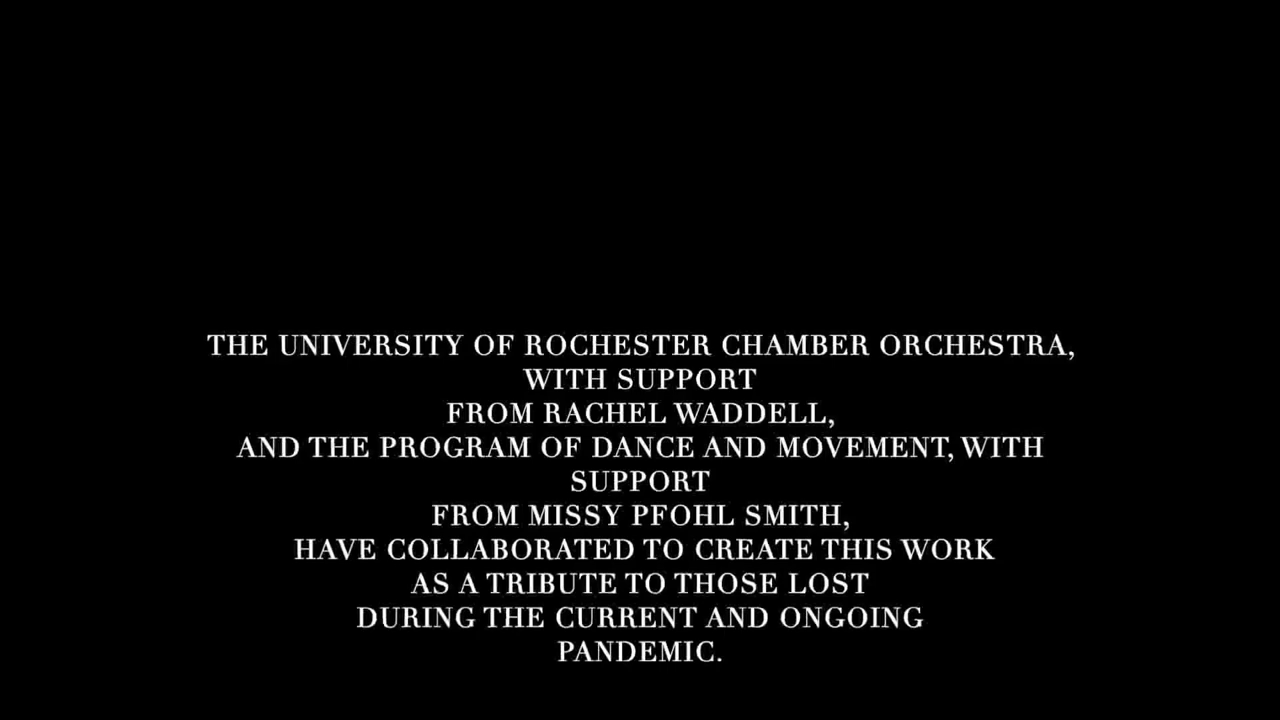 THE UNIVERSITY OF ROCHESTER CHAMBER ORCHESTRA,
WITH SUPPORT
FROM RACHEL WADDELL,
AND THE PROGRAM OF DANCE AND MOVEMENT, WITH
SUPPORT
FROM MISSY PFOHL SMITH,
HAVE COLLABORATED TO CREATE THIS WORK
AS A TRIBUTE TO THOSE LOST
DURING THE CURRENT AND ONGOING
PANDEMIC.